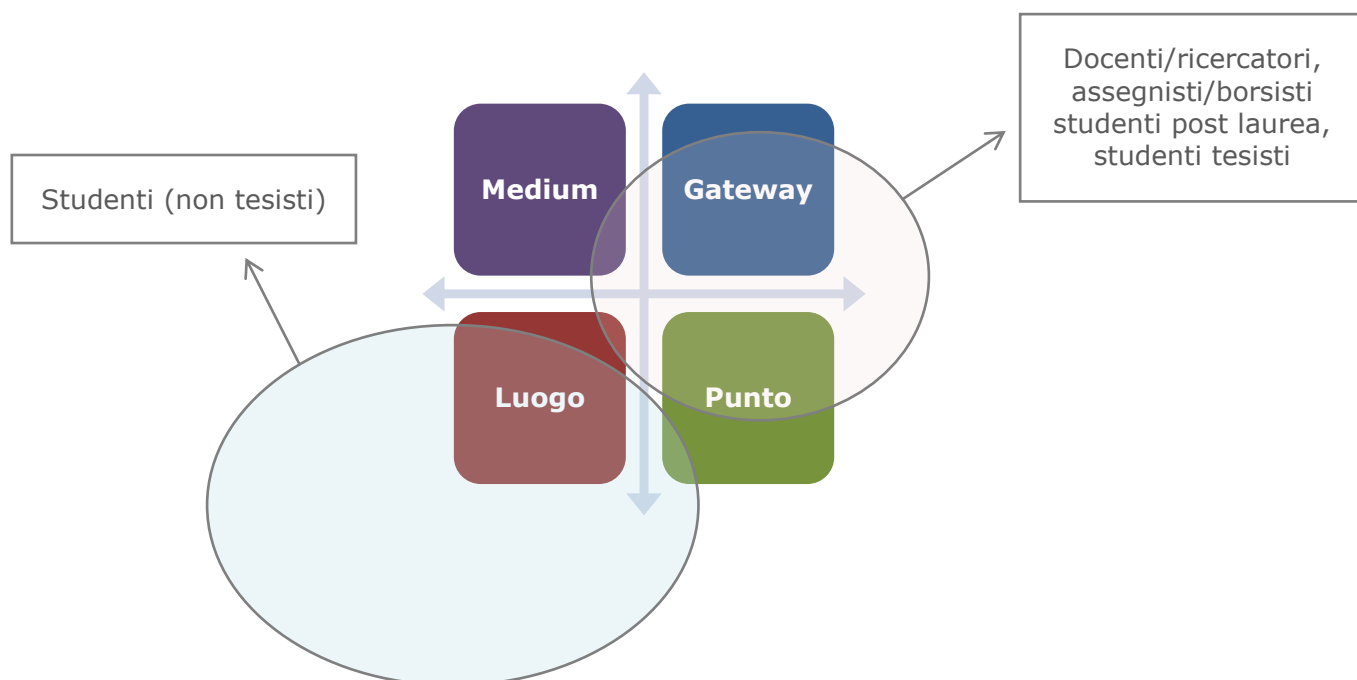 Docenti/ricercatori,
assegnisti/borsisti
studenti post laurea,
studenti tesisti
Studenti (non tesisti)
Medium
Gateway
Luogo
Punto